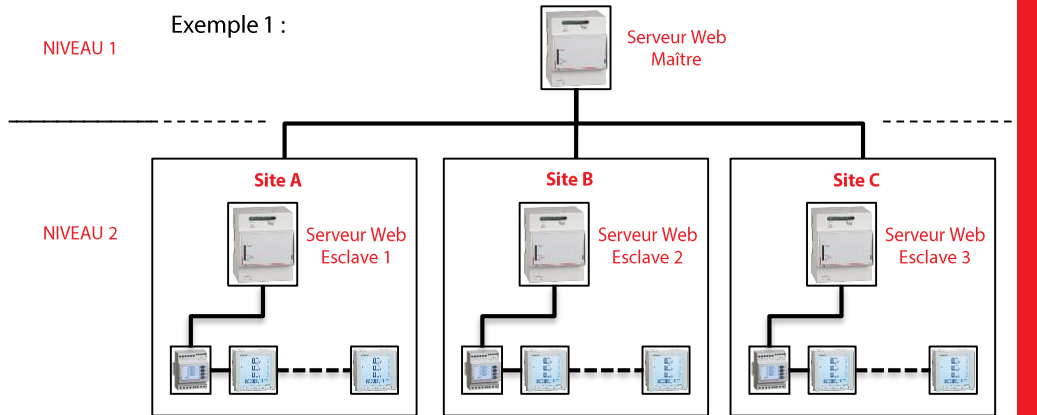 Exemple 1 :
NIVEAU 1
Serveur Web
Maître
Site A
Site B
Site C
NIVEAU 2
Serveur Web
Esclave 1
Serveur Web
Esclave 2
Serveur Web
Esclave 3